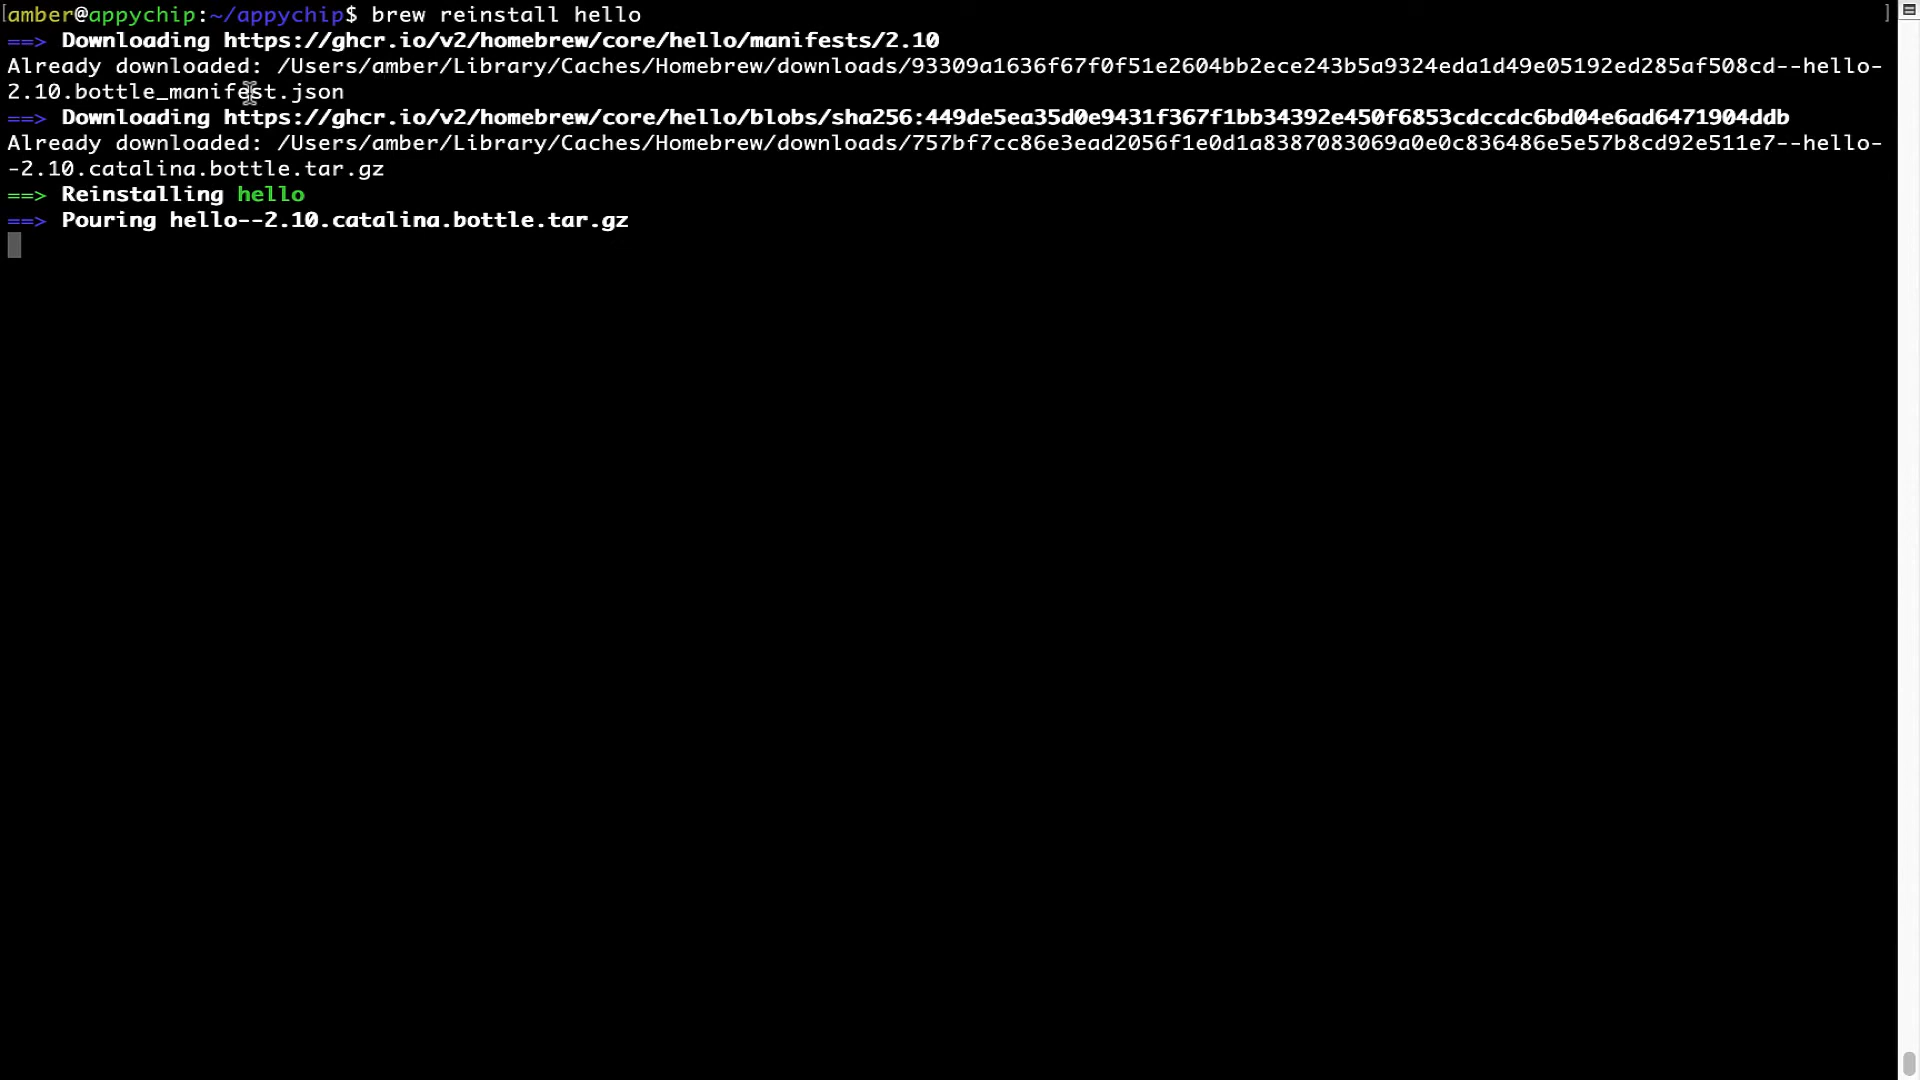 [amber@appychip:~/appychip$ brew reinstall hello ]
==> Downloading https://ghcr.io/v2/homebrew/core/hello/manifests/2.10
Already downloaded: /Users/amber/Library/Caches/Homebrew/downloads/93309a1636f67f0f51e2604bb2ece243b5a9324eda1d49e05192ed285af508cd--hello-
2.10.bottle_manifest.json
==> Downloading https://ghcr.io/v2/homebrew/core/hello/blobs/sha256:449de5ea35d0e9431f367f1bb34392e450f6853cdccdc6bd04e6ad6471904ddb
Already downloaded: /Users/amber/Library/Caches/Homebrew/downloads/757bf7cc86e3ead2056f1e0d1a8387083069a0e0c836486e5e57b8cd92e511e7--hello-
-2.10.catalina.bottle.tar.gz
==> Reinstalling hello
==> Pouring hello--2.10.catalina.bottle.tar.gz